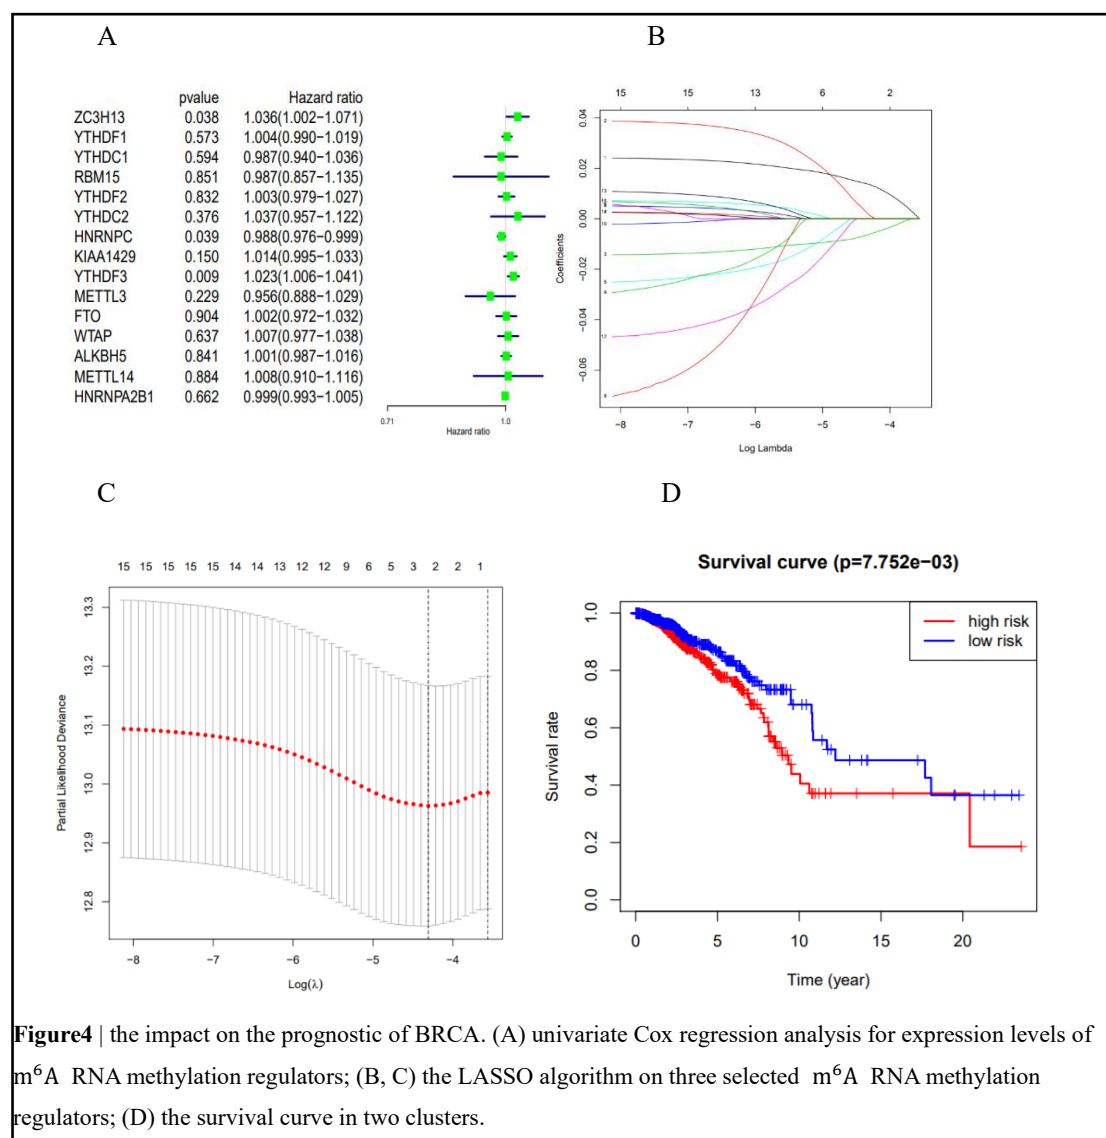 A
B
pvalue Hazard ratio
ZC3H13 0.038 1.036(1.002−1.071)
YTHDF1 0.573 1.004(0.990−1.019)
YTHDC1 0.594 0.987(0.940−1.036)
RBM15 0.851 0.987(0.857−1.135)
YTHDF2 0.832 1.003(0.979−1.027)
YTHDC2 0.376 1.037(0.957−1.122)
HNRNPC 0.039 0.988(0.976−0.999)
KIAA1429 0.150 1.014(0.995−1.033)
YTHDF3 0.009 1.023(1.006−1.041)
METTL3 0.229 0.956(0.888−1.029)
FTO 0.904 1.002(0.972−1.032)
WTAP 0.637 1.007(0.977−1.038)
ALKBH5 0.841 1.001(0.987−1.016)
METTL14 0.884 1.008(0.910−1.116)
HNRNPA2B1 0.662 0.999(0.993−1.005)
0.71 1.0
Hazard ratio
15 15 13 6 2
0.04
0.02
0.00
−0.02
−0.04
−0.06
Coefficients
2
1
3
−8 −7 −6 −5 −4
Log Lambda
C
D
15 15 15 15 15 14 14 13 12 12 9 6 5 3 2 2 1
13.3
13.2
13.1
13.0
12.9
12.8
Partial Likelihood Deviance
−8 −7 −6 −5 −4
Log(λ)
Survival curve (p=7.752e−03)
high risk
low risk
1.0
0.8
0.6
0.4
0.2
0.0
Survival rate
0 5 10 15 20
Time (year)
Figure4 | the impact on the prognostic of BRCA. (A) univariate Cox regression analysis for expression levels of
m⁶A RNA methylation regulators; (B, C) the LASSO algorithm on three selected m⁶A RNA methylation
regulators; (D) the survival curve in two clusters.